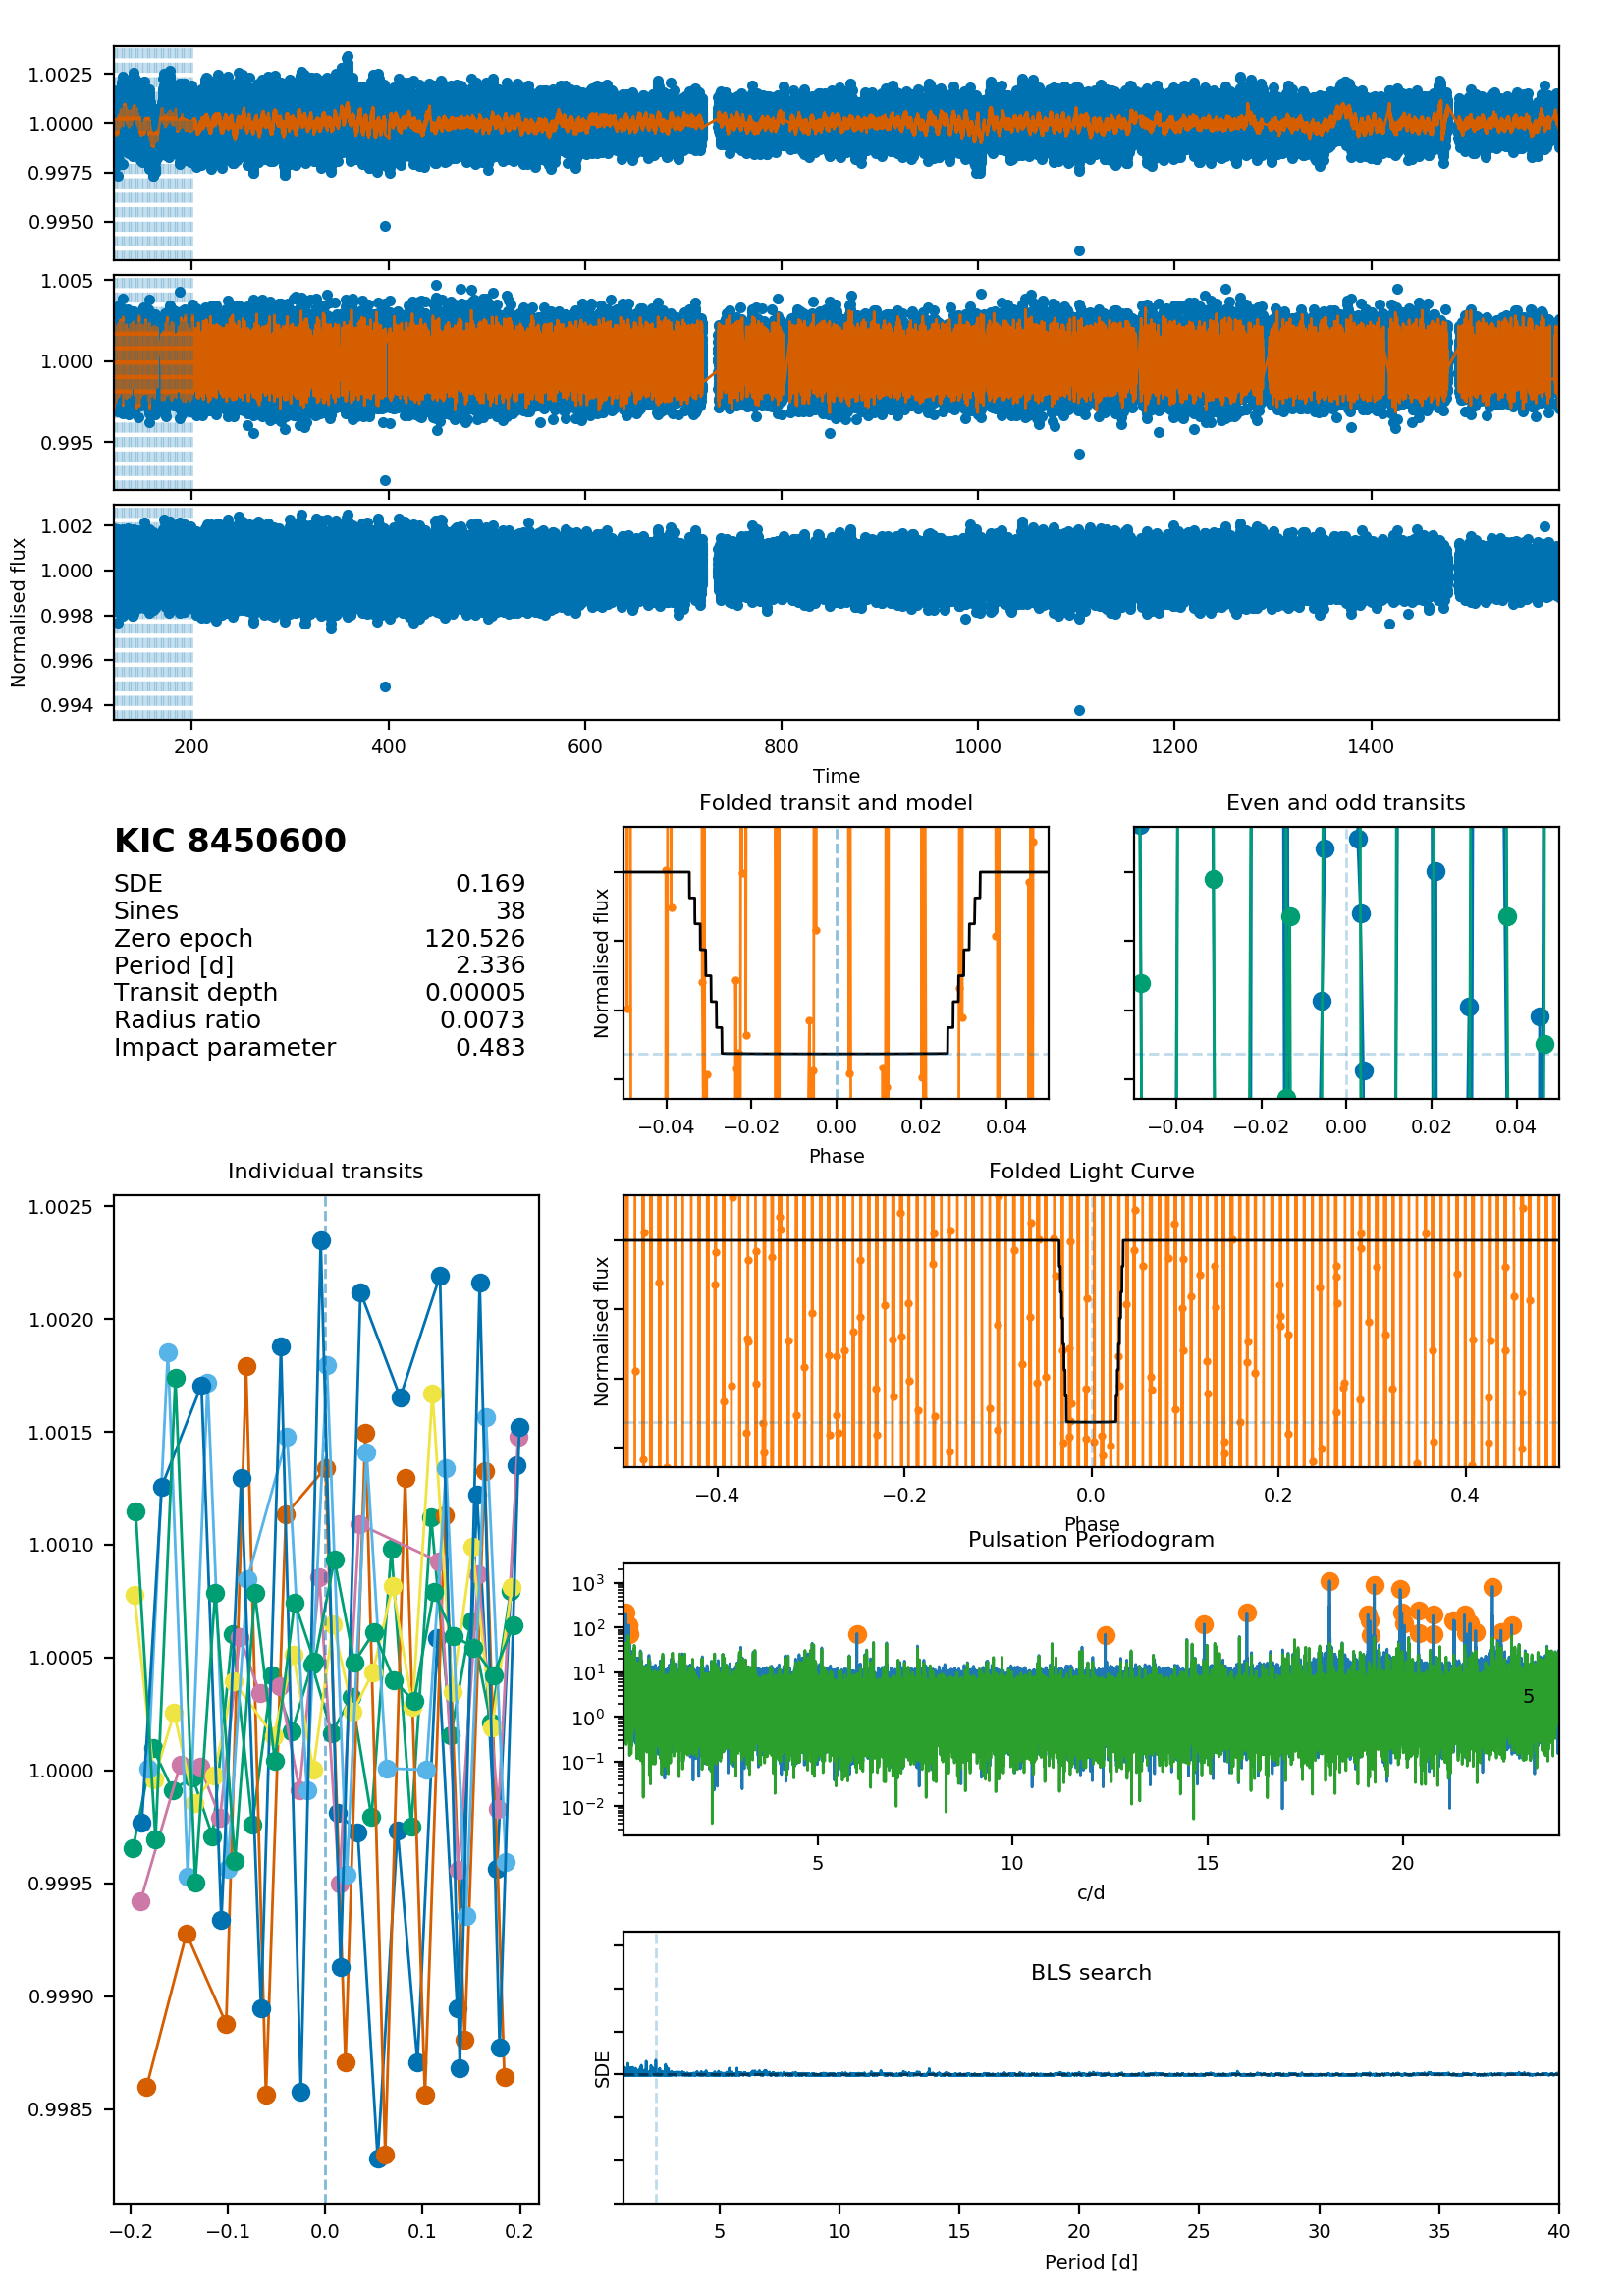 1.0025
1.0000
0.9975
0.9950
1.005
1.000
0.995
1.002
1.000
0.998
0.996
0.994
Normalised flux
200 400 600 800 1000 1200 1400
Time
KIC 8450600
SDE 0.169
Sines 38
Zero epoch 120.526
Period [d] 2.336
Transit depth 0.00005
Radius ratio 0.0073
Impact parameter 0.483
Folded transit and model
Normalised flux
−0.04 −0.02 0.00 0.02 0.04
Phase
Even and odd transits
−0.04 −0.02 0.00 0.02 0.04
Individual transits
1.0025
1.0020
1.0015
1.0010
1.0005
1.0000
0.9995
0.9990
0.9985
−0.2 −0.1 0.0 0.1 0.2
Folded Light Curve
Normalised flux
−0.4 −0.2 0.0 0.2 0.4
Phase
Pulsation Periodogram
10³
10²
10¹
10⁰
10⁻¹
10⁻²
5
5 10 15 20
c/d
BLS search
SDE
5 10 15 20 25 30 35 40
Period [d]